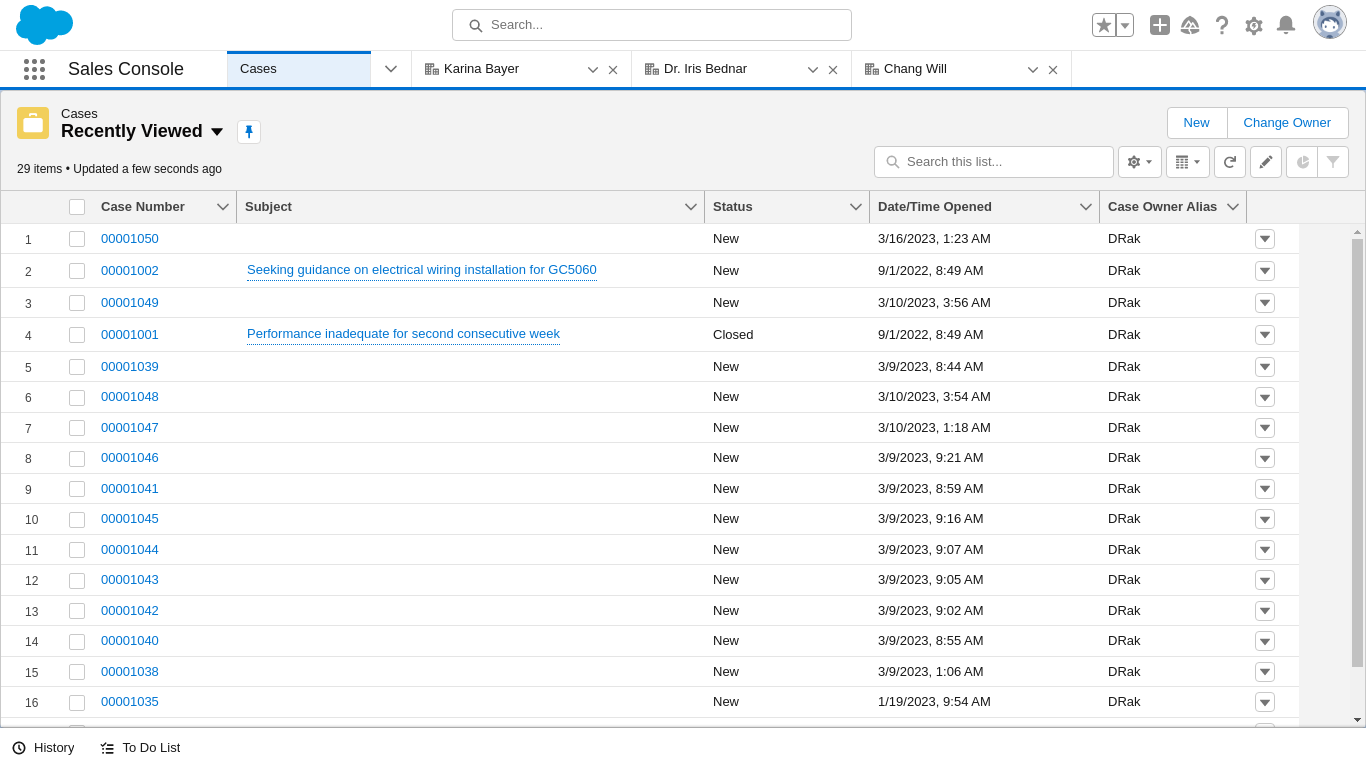 Search...
Sales Console
Cases
Karina Bayer
Dr. Iris Bednar
Chang Will
Cases
Recently Viewed
New
Change Owner
29 items • Updated a few seconds ago
Search this list...
Case Number Subject Status Date/Time Opened Case Owner Alias
1 00001050 New 3/16/2023, 1:23 AM DRak
2 00001002 Seeking guidance on electrical wiring installation for GC5060 New 9/1/2022, 8:49 AM DRak
3 00001049 New 3/10/2023, 3:56 AM DRak
4 00001001 Performance inadequate for second consecutive week Closed 9/1/2022, 8:49 AM DRak
5 00001039 New 3/9/2023, 8:44 AM DRak
6 00001048 New 3/10/2023, 3:54 AM DRak
7 00001047 New 3/10/2023, 1:18 AM DRak
8 00001046 New 3/9/2023, 9:21 AM DRak
9 00001041 New 3/9/2023, 8:59 AM DRak
10 00001045 New 3/9/2023, 9:16 AM DRak
11 00001044 New 3/9/2023, 9:07 AM DRak
12 00001043 New 3/9/2023, 9:05 AM DRak
13 00001042 New 3/9/2023, 9:02 AM DRak
14 00001040 New 3/9/2023, 8:55 AM DRak
15 00001038 New 3/9/2023, 1:06 AM DRak
16 00001035 New 1/19/2023, 9:54 AM DRak
History
To Do List